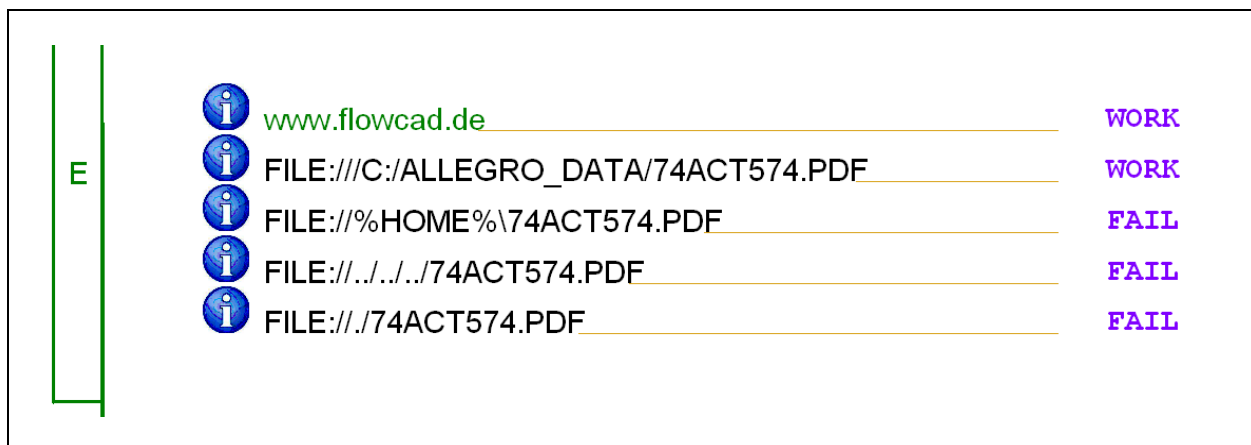 www.flowcad.de WORK
E FILE:///C:/ALLEGRO_DATA/74ACT574.PDF WORK
FILE://%HOME%\74ACT574.PDF FAIL
FILE://../../../74ACT574.PDF FAIL
FILE://./74ACT574.PDF FAIL